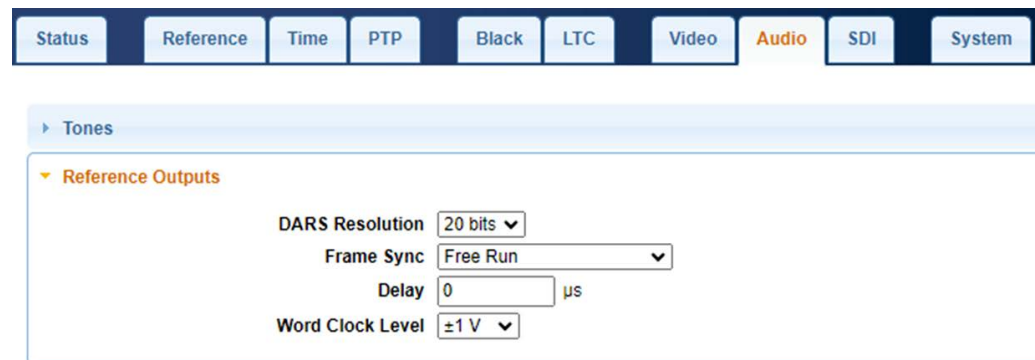 Status Reference Time PTP Black LTC Video Audio SDI System
Tones
Reference Outputs
DARS Resolution 20 bits
Frame Sync Free Run
Delay 0 µs
Word Clock Level ±1 V